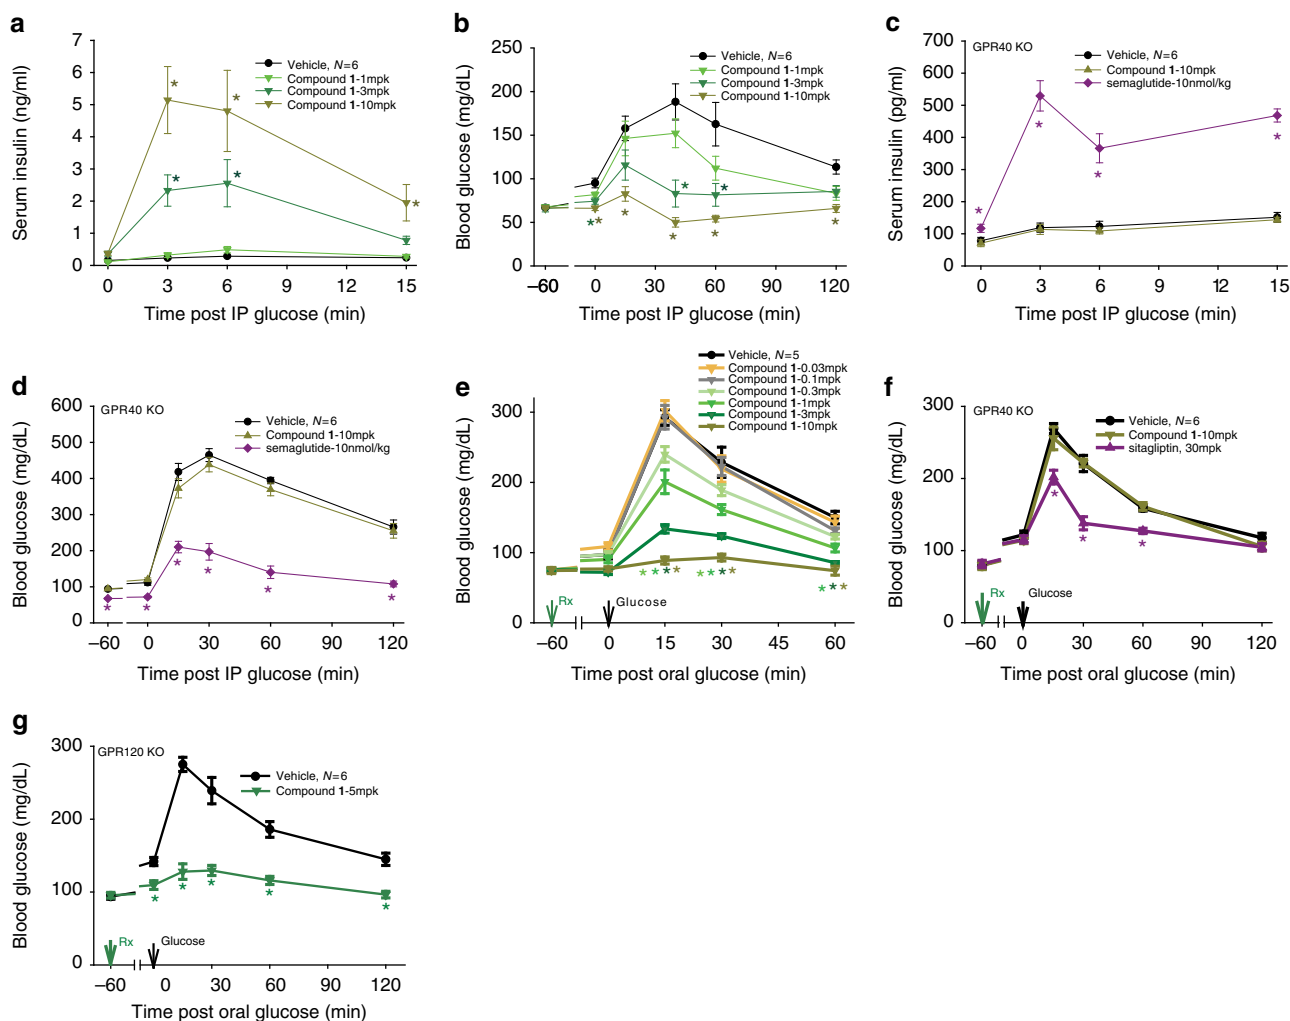 a
7
6
5
4
3
2
1
0
Serum insulin (ng/ml)
Vehicle, N=6
Compound 1-1mpk
Compound 1-3mpk
Compound 1-10mpk
*
*
*
*
*
0 3 6 9 12 15
Time post IP glucose (min)
b
250
200
150
100
50
0
Blood glucose (mg/dL)
Vehicle, N=6
Compound 1-1mpk
Compound 1-3mpk
Compound 1-10mpk
* *
* * * * *
* *
–60 0 30 60 90 120
Time post IP glucose (min)
c
700
600
500
400
300
200
100
0
Serum insulin (pg/ml)
GPR40 KO
Vehicle, N=6
Compound 1-10mpk
semaglutide-10nmol/kg
* * * *
0 3 6 9 12 15
Time post IP glucose (min)
d
600
500
400
300
200
100
0
Blood glucose (mg/dL)
GPR40 KO
Vehicle, N=6
Compound 1-10mpk
semaglutide-10nmol/kg
* * * * * *
–60 0 30 60 90 120
Time post IP glucose (min)
e
300
200
100
0
Blood glucose (mg/dL)
Vehicle, N=5
Compound 1-0.03mpk
Compound 1-0.1mpk
Compound 1-0.3mpk
Compound 1-1mpk
Compound 1-3mpk
Compound 1-10mpk
* * * * * * * * * * *
Rx
Glucose
–60 0 15 30 45 60
Time post oral glucose (min)
f
300
200
100
0
Blood glucose (mg/dL)
GPR40 KO
Vehicle, N=6
Compound 1-10mpk
sitagliptin, 30mpk
* * *
Rx
Glucose
–60 0 30 60 90 120
Time post oral glucose (min)
g
300
200
100
0
Blood glucose (mg/dL)
GPR120 KO
Vehicle, N=6
Compound 1-5mpk
* * * * *
Rx
Glucose
–60 0 30 60 90 120
Time post oral glucose (min)